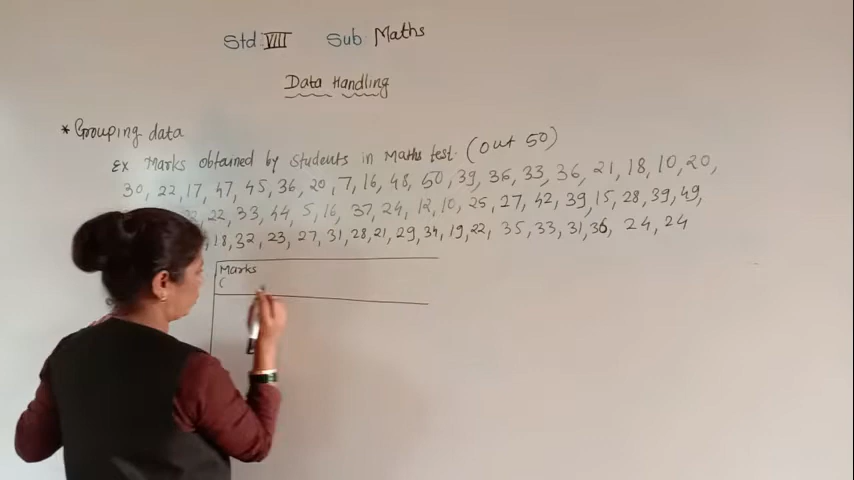 Std VIII Sub Maths
Data Handling
* Grouping data
Ex Marks obtained by students in Maths test. (out 50)
30, 22, 17, 47, 45, 36, 20, 7, 16, 48, 50, 39, 36, 33, 36, 21, 18, 10, 20,
22, 33, 44, 5, 16, 37, 24, 12, 10, 26, 27, 42, 39, 15, 28, 39, 49,
, 18, 32, 23, 27, 31, 28, 21, 29, 34, 19, 22, 35, 33, 31, 36, 24, 24
Marks
(